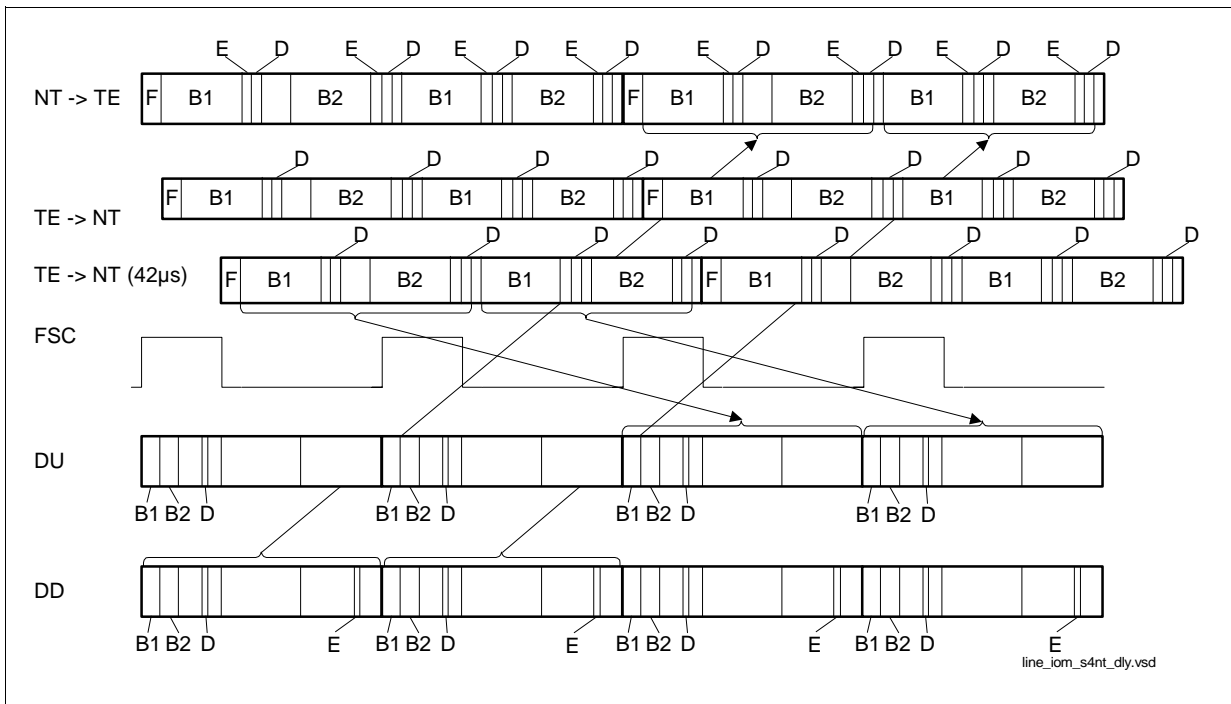 E D E D E D E D E D E D E D E D
NT -> TE F B1 B2 B1 B2 F B1 B2 B1 B2
D D D D D D D D
TE -> NT F B1 B2 B1 B2 F B1 B2 B1 B2
D D D D D D D D
TE -> NT (42µs) F B1 B2 B1 B2 F B1 B2 B1 B2
FSC
DU
B1 B2 D B1 B2 D B1 B2 D B1 B2 D
DD
B1 B2 D E B1 B2 D E B1 B2 D E B1 B2 D E
line_iom_s4nt_dly.vsd